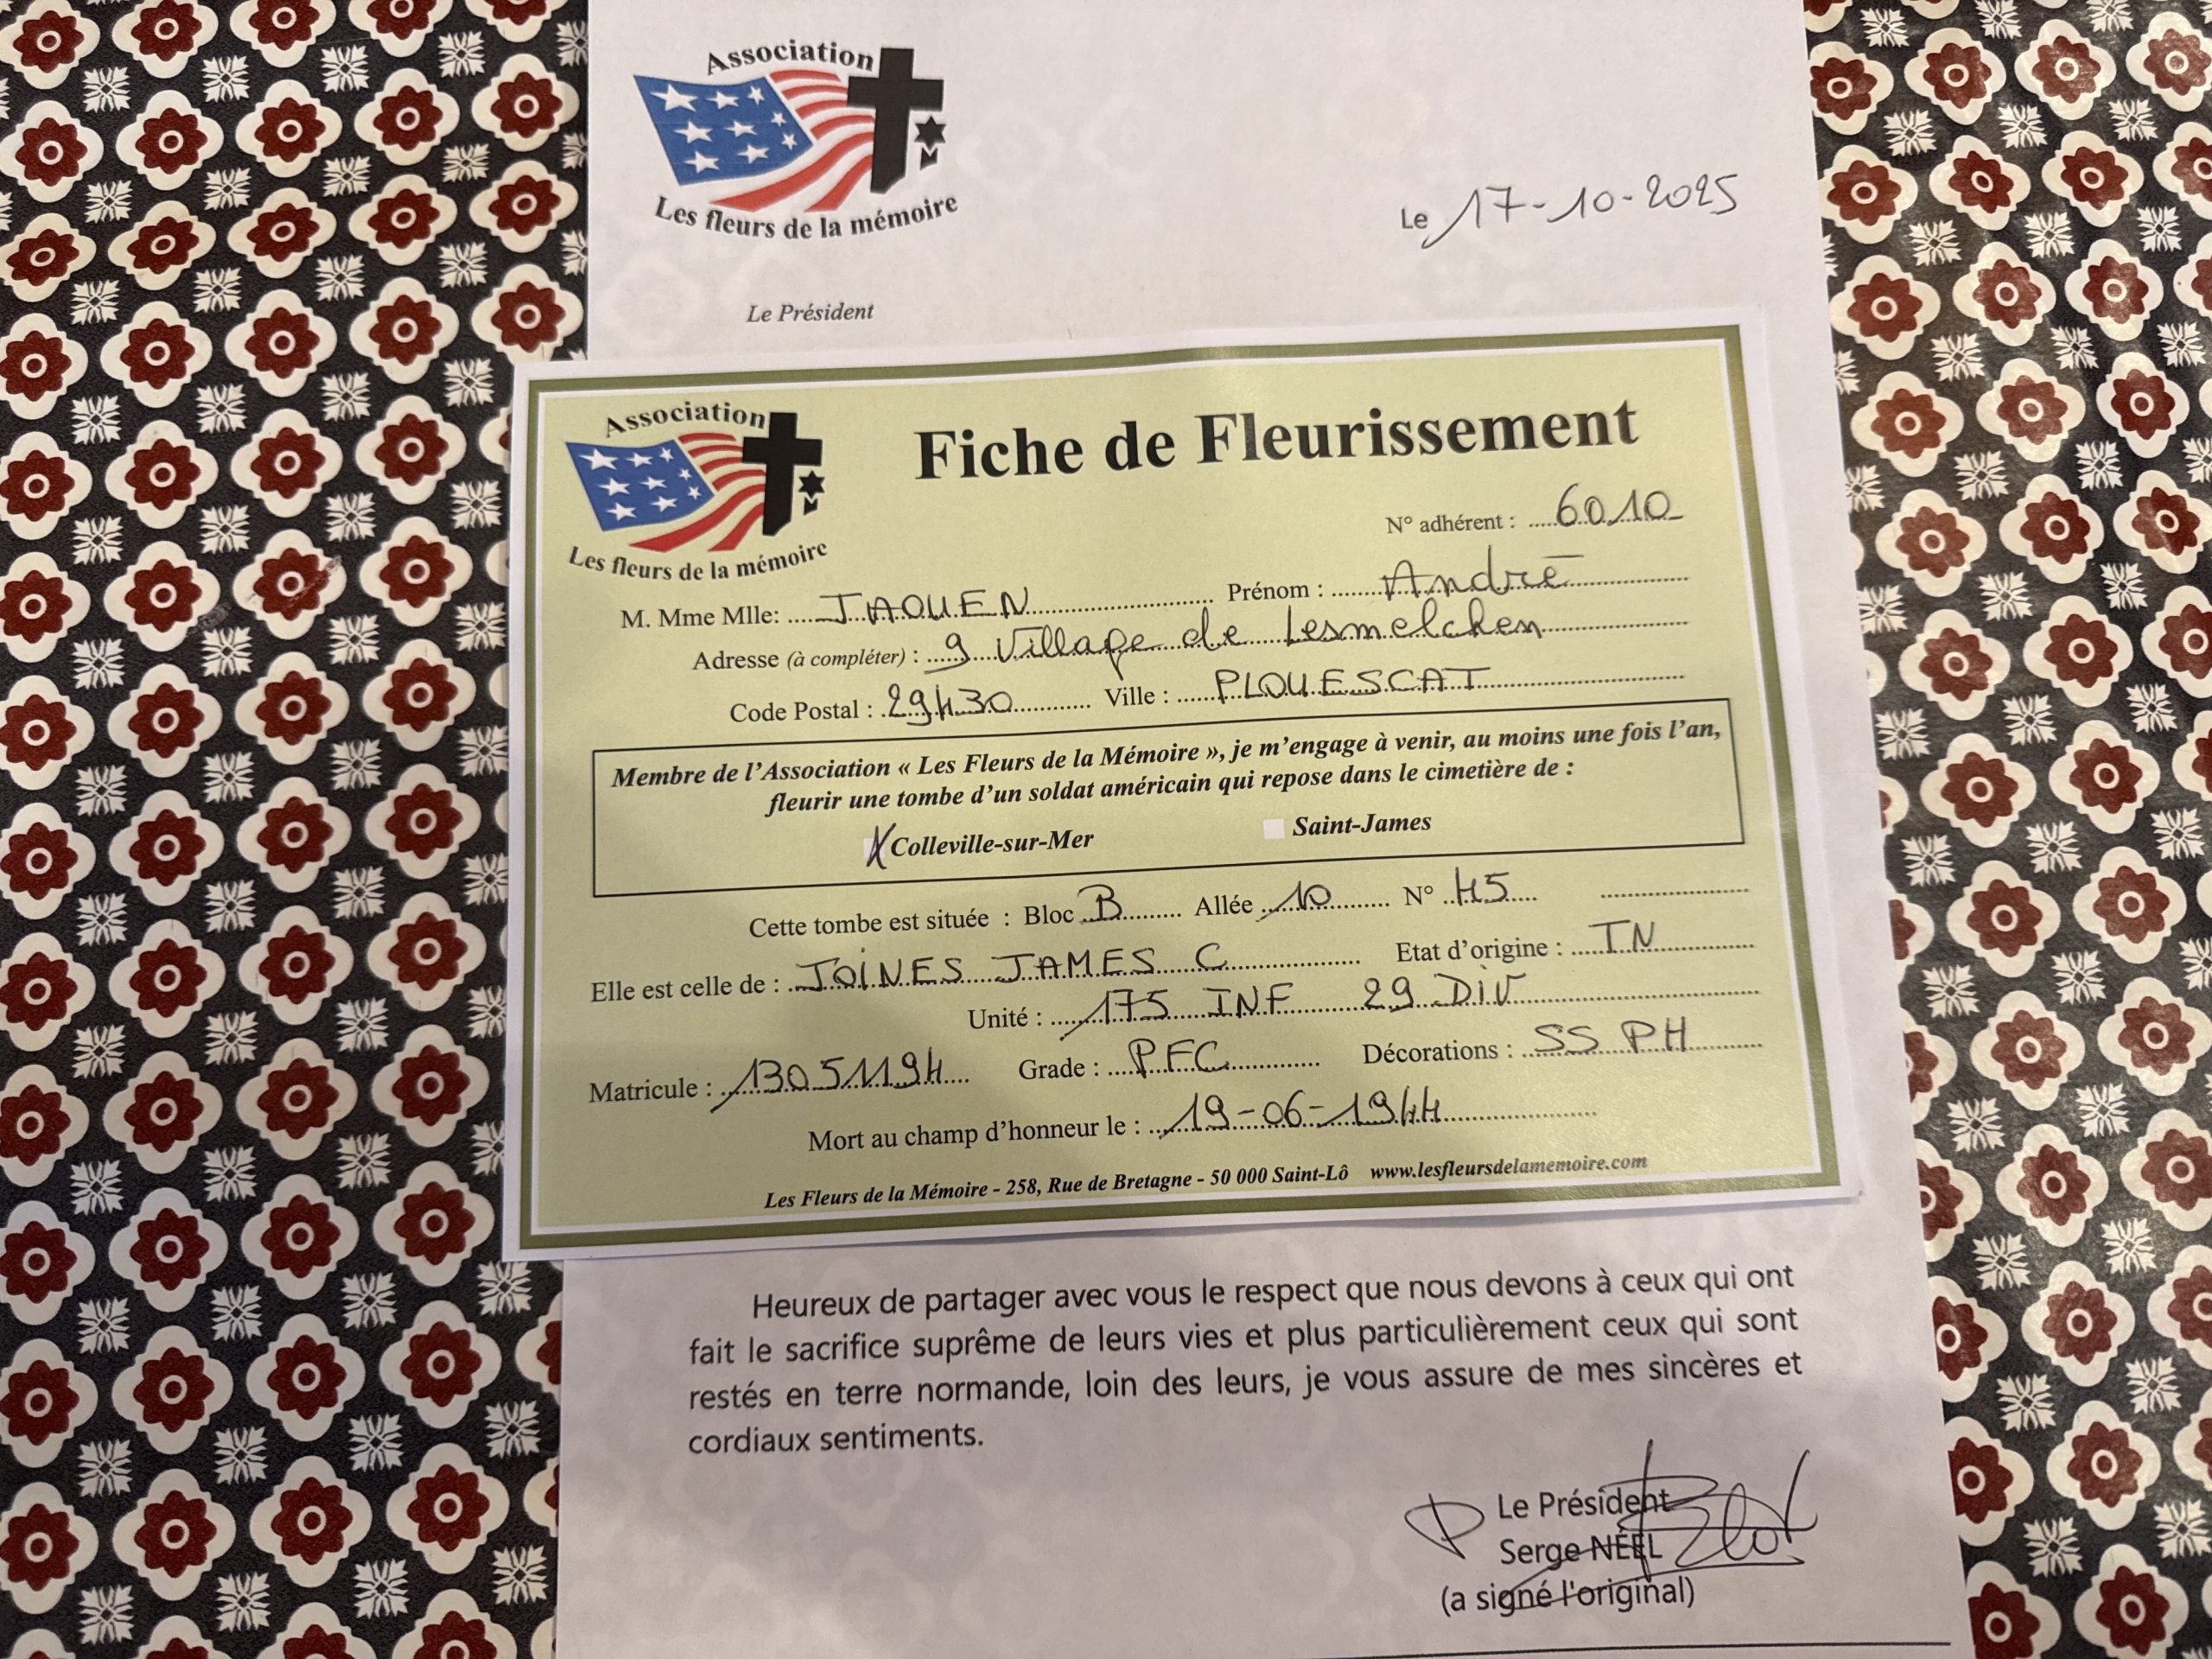 Association
Les fleurs de la mémoire
Le 17-10-2025
Le Président
Association
Les fleurs de la mémoire
Fiche de Fleurissement
N° adhérent : 6010
M. Mme Mlle: JAOUEN Prénom : André
Adresse (à compléter) : 9 Village de Lesmelchen
Code Postal : 29430 Ville : PLOUESCAT
Membre de l'Association « Les Fleurs de la Mémoire », je m'engage à venir, au moins une fois l'an,
fleurir une tombe d'un soldat américain qui repose dans le cimetière de :
X Colleville-sur-Mer Saint-James
Cette tombe est située : Bloc B Allée 10 N° 45
Elle est celle de : JOINES JAMES C Etat d'origine : TN
Unité : 175 INF 29 DIV
Matricule : 13051194 Grade : PFC Décorations : SS PH
Mort au champ d'honneur le : 19-06-1944
Les Fleurs de la Mémoire - 258, Rue de Bretagne - 50 000 Saint-Lô www.lesfleursdelamemoire.com
Heureux de partager avec vous le respect que nous devons à ceux qui ont
fait le sacrifice suprême de leurs vies et plus particulièrement ceux qui sont
restés en terre normande, loin des leurs, je vous assure de mes sincères et
cordiaux sentiments.
Le Président
Serge NÉEL
(a signé l'original)